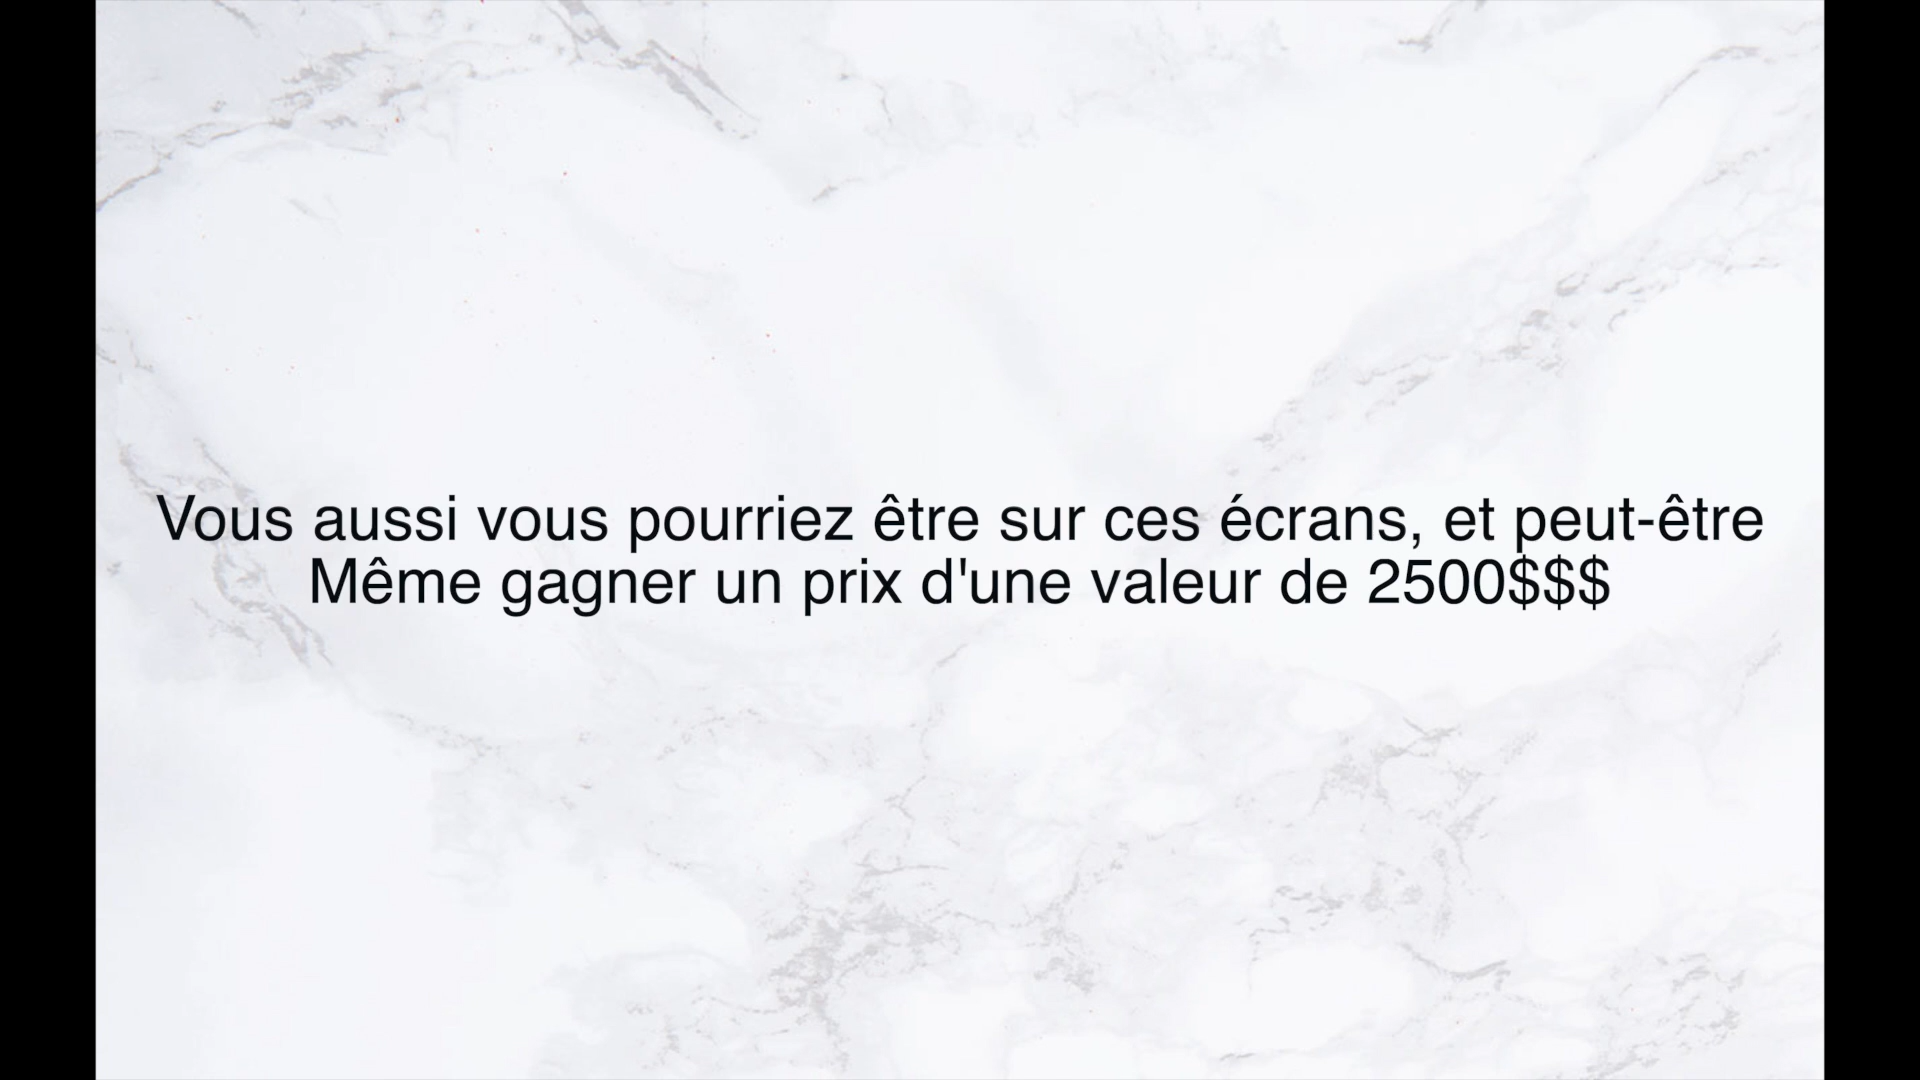 Vous aussi vous pourriez être sur ces écrans, et peut-être
Même gagner un prix d'une valeur de 2500$$$